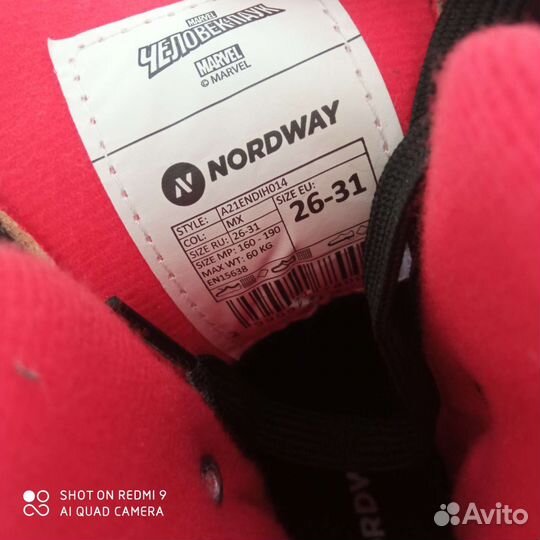 MARVEL
ЧЕЛОВЕК-ПАУК
MARVEL
© MARVEL
NORDWAY
STYLE: A21ENDIH014
COL: MX
SIZE RU: 26-31
SIZE MP: 160 - 190
MAX WT: 60 KG
EN15638
SIZE EU:
26-31
RDW
SHOT ON REDMI 9
AI QUAD CAMERA
Avito